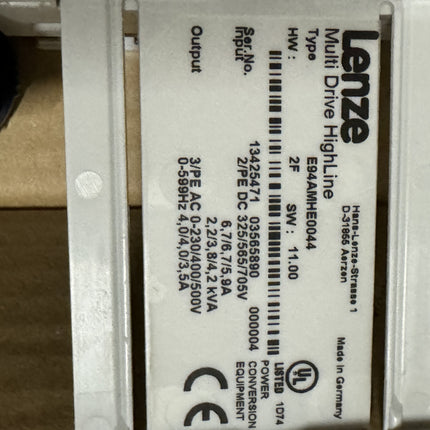 Lenze
Hans-Lenze-Strasse 1
D-31855 Aerzen
Made in Germany
Multi Drive HighLine
Type E94AMHE0044
HW: 2F SW: 11.00
UL
LISTED 1D74
POWER
CONVERSION
EQUIPMENT
Ser.No. 13425471 03565890 000004
Input 2/PE DC 325/565/705V
6,7/6,7/5,9A
2,2/3,8/4,2 kVA
Output 3/PE AC 0-230/400/500V
0-599Hz 4,0/4,0/3,5A
CE